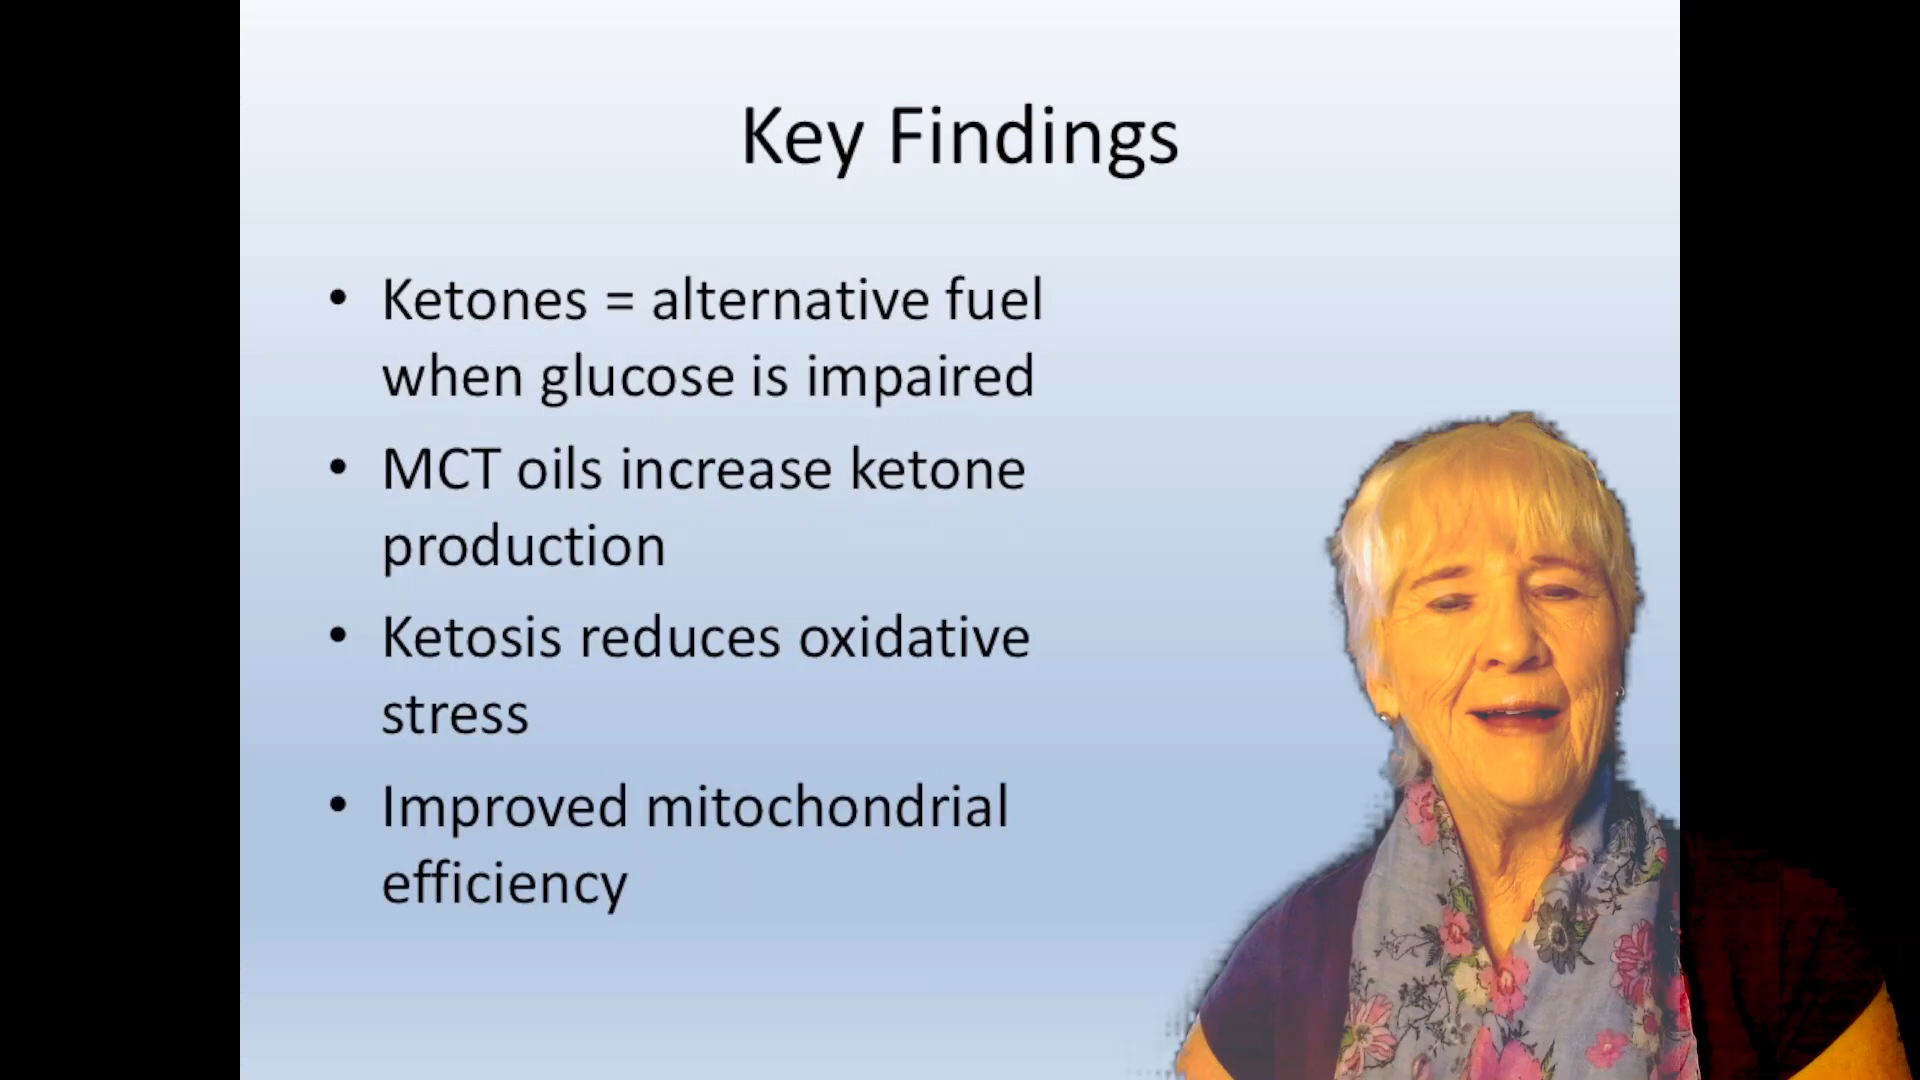 Key Findings
• Ketones = alternative fuel
when glucose is impaired
• MCT oils increase ketone
production
• Ketosis reduces oxidative
stress
• Improved mitochondrial
efficiency